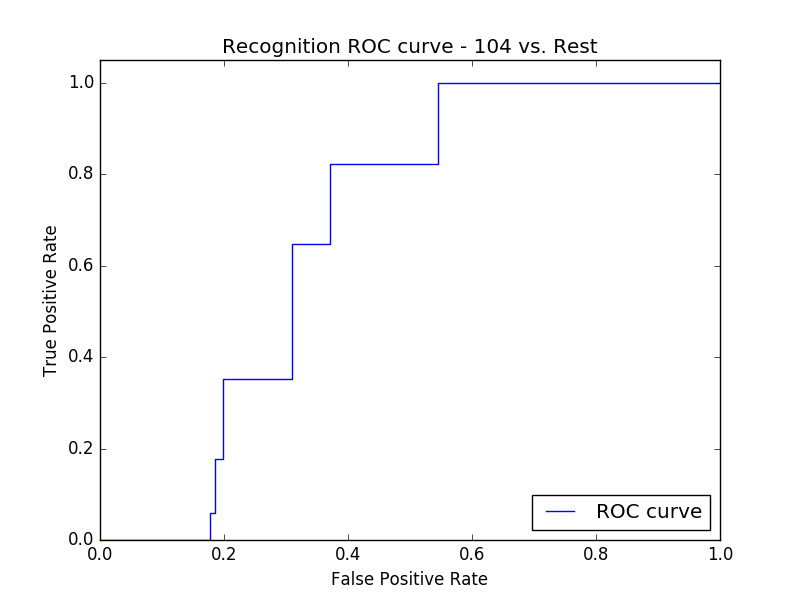 Recognition ROC curve - 104 vs. Rest
1.0
0.8
0.6
0.4
0.2
0.0
True Positive Rate
0.0 0.2 0.4 0.6 0.8 1.0
False Positive Rate
ROC curve